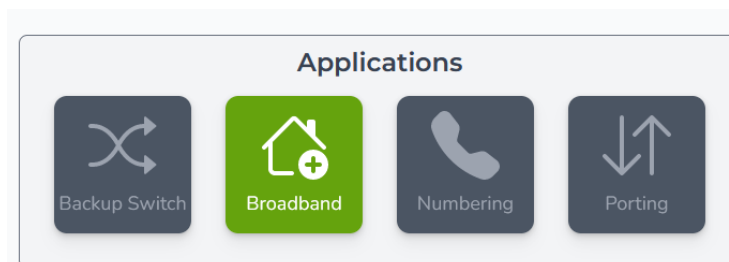 Applications
Backup Switch
Broadband
Numbering
Porting